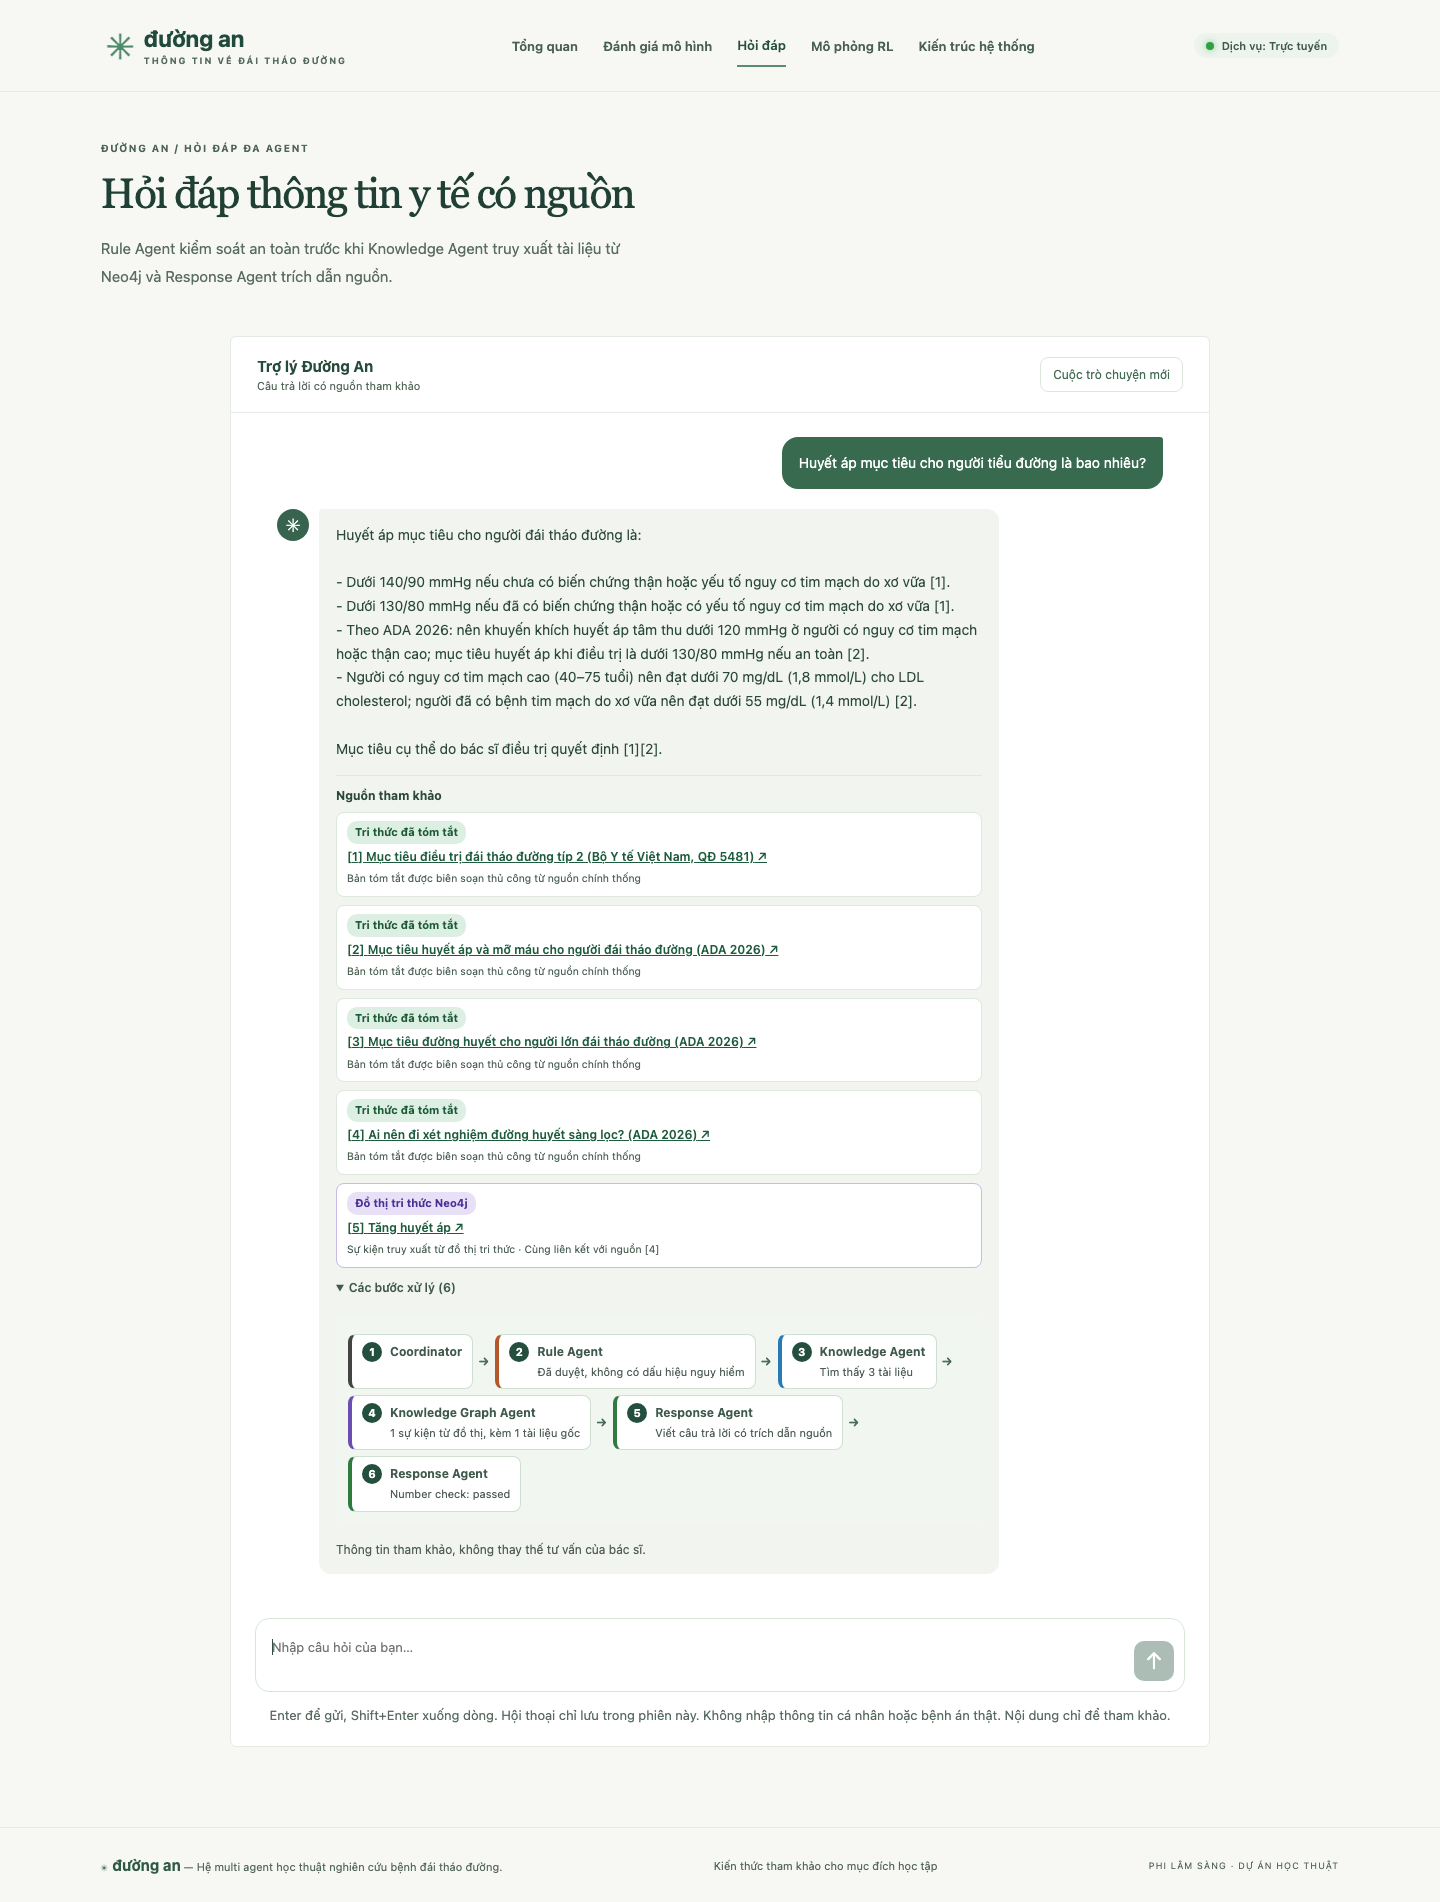 đường an
THÔNG TIN VỀ ĐÁI THÁO ĐƯỜNG
Tổng quan
Đánh giá mô hình
Hỏi đáp
Mô phỏng RL
Kiến trúc hệ thống
Dịch vụ: Trực tuyến
ĐƯỜNG AN / HỎI ĐÁP ĐA AGENT
Hỏi đáp thông tin y tế có nguồn
Rule Agent kiểm soát an toàn trước khi Knowledge Agent truy xuất tài liệu từ
Neo4j và Response Agent trích dẫn nguồn.
Trợ lý Đường An
Câu trả lời có nguồn tham khảo
Cuộc trò chuyện mới
Huyết áp mục tiêu cho người tiểu đường là bao nhiêu?
Huyết áp mục tiêu cho người đái tháo đường là:
- Dưới 140/90 mmHg nếu chưa có biến chứng thận hoặc yếu tố nguy cơ tim mạch do xơ vữa [1].
- Dưới 130/80 mmHg nếu đã có biến chứng thận hoặc có yếu tố nguy cơ tim mạch do xơ vữa [1].
- Theo ADA 2026: nên khuyến khích huyết áp tâm thu dưới 120 mmHg ở người có nguy cơ tim mạch
hoặc thận cao; mục tiêu huyết áp khi điều trị là dưới 130/80 mmHg nếu an toàn [2].
- Người có nguy cơ tim mạch cao (40–75 tuổi) nên đạt dưới 70 mg/dL (1,8 mmol/L) cho LDL
cholesterol; người đã có bệnh tim mạch do xơ vữa nên đạt dưới 55 mg/dL (1,4 mmol/L) [2].
Mục tiêu cụ thể do bác sĩ điều trị quyết định [1][2].
Nguồn tham khảo
Tri thức đã tóm tắt
[1] Mục tiêu điều trị đái tháo đường típ 2 (Bộ Y tế Việt Nam, QĐ 5481) ↗
Bản tóm tắt được biên soạn thủ công từ nguồn chính thống
Tri thức đã tóm tắt
[2] Mục tiêu huyết áp và mỡ máu cho người đái tháo đường (ADA 2026) ↗
Bản tóm tắt được biên soạn thủ công từ nguồn chính thống
Tri thức đã tóm tắt
[3] Mục tiêu đường huyết cho người lớn đái tháo đường (ADA 2026) ↗
Bản tóm tắt được biên soạn thủ công từ nguồn chính thống
Tri thức đã tóm tắt
[4] Ai nên đi xét nghiệm đường huyết sàng lọc? (ADA 2026) ↗
Bản tóm tắt được biên soạn thủ công từ nguồn chính thống
Đồ thị tri thức Neo4j
[5] Tăng huyết áp ↗
Sự kiện truy xuất từ đồ thị tri thức · Cùng liên kết với nguồn [4]
▼ Các bước xử lý (6)
1 Coordinator →
2 Rule Agent
Đã duyệt, không có dấu hiệu nguy hiểm →
3 Knowledge Agent
Tìm thấy 3 tài liệu →
4 Knowledge Graph Agent
1 sự kiện từ đồ thị, kèm 1 tài liệu gốc →
5 Response Agent
Viết câu trả lời có trích dẫn nguồn →
6 Response Agent
Number check: passed
Thông tin tham khảo, không thay thế tư vấn của bác sĩ.
Nhập câu hỏi của bạn...
Enter để gửi, Shift+Enter xuống dòng. Hội thoại chỉ lưu trong phiên này. Không nhập thông tin cá nhân hoặc bệnh án thật. Nội dung chỉ để tham khảo.
đường an — Hệ multi agent học thuật nghiên cứu bệnh đái tháo đường.
Kiến thức tham khảo cho mục đích học tập
PHI LÂM SÀNG · DỰ ÁN HỌC THUẬT